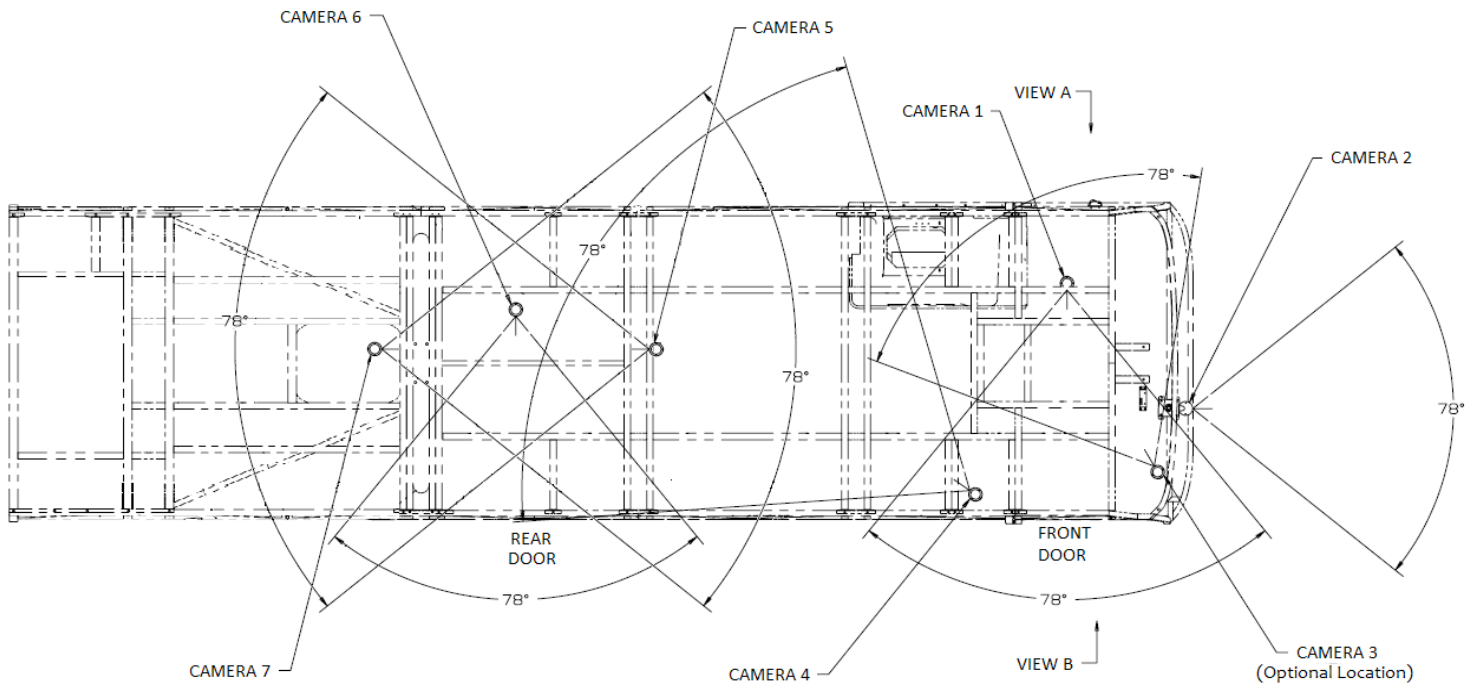 CAMERA 6
CAMERA 5
VIEW A
CAMERA 1
CAMERA 2
78°
78°
78°
78°
78°
REAR
DOOR
FRONT
DOOR
78°
78°
CAMERA 7
CAMERA 4
VIEW B
CAMERA 3
(Optional Location)